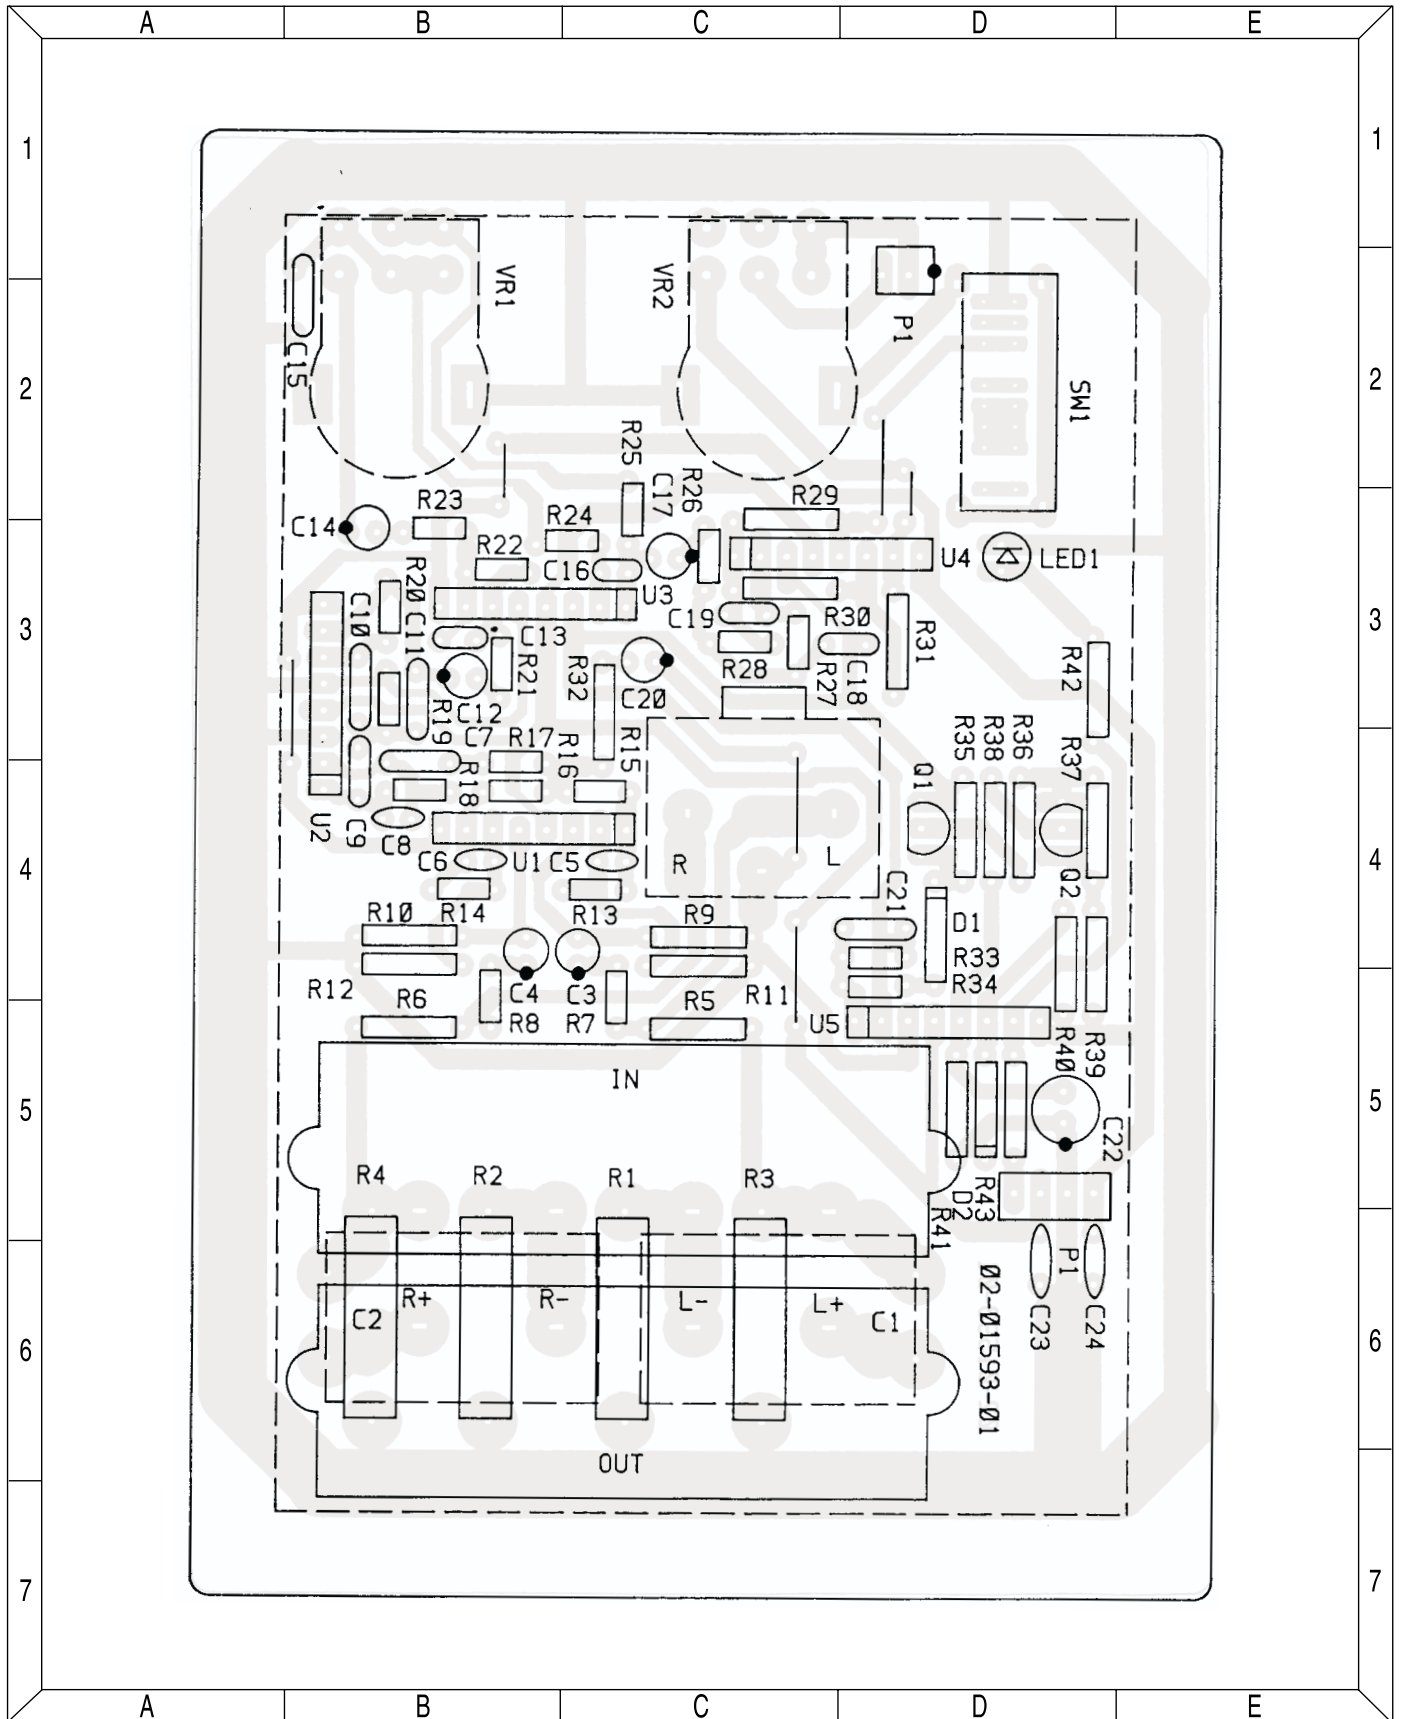 A B C D E
1 1
VR1
VR2
P1
C15
2 2
SW1
R25
C17
R26
R23
R29
C14
R24
R22
C16
U4
LED1
R20
U3
C10
C11
C19
R30
3 3
C13
R21
R32
R31
R28
R42
C20
R27
C18
C12
R19
C7
R17
R16
R15
R35
R38
R36
R37
Q1
R18
U2
C9
C8
C6
U1
C5
R
L
4 4
Q2
C21
R10
R14
R13
R9
D1
R33
R34
R12
R6
C4
C3
R5
R11
R8
R7
U5
R40
R39
IN
5 5
C22
R4
R2
R1
R3
R43
D2
R41
P1
R+
R-
L-
L+
C2
C1
C23
C24
6 6
02-01593-01
OUT
7 7
A B C D E